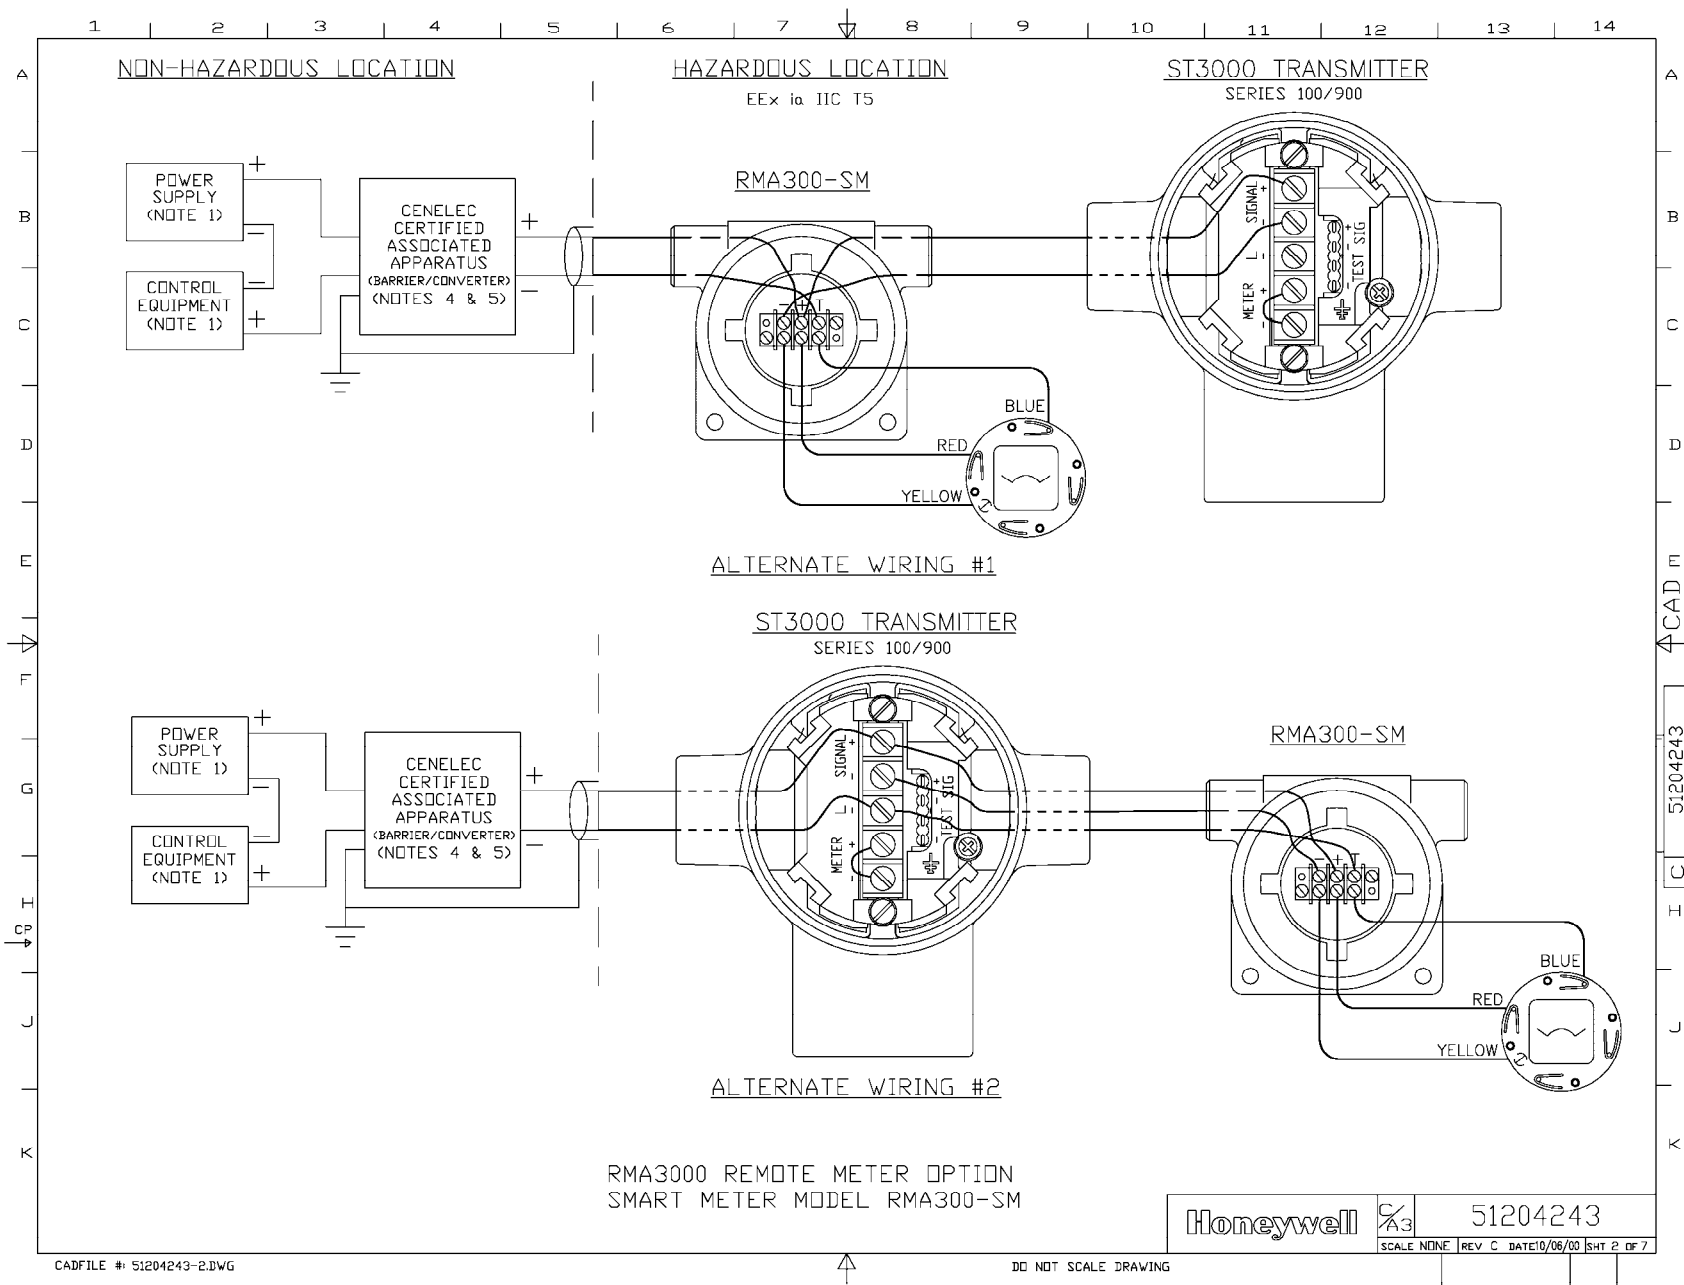 1 2 3 4 5 6 7 8 9 10 11 12 13 14
A A
NON-HAZARDOUS LOCATION
HAZARDOUS LOCATION
EEx ia IIC T5
ST3000 TRANSMITTER
SERIES 100/900
B B
POWER
SUPPLY
(NOTE 1)
+
-
CONTROL
EQUIPMENT
(NOTE 1)
+
CENELEC
CERTIFIED
ASSOCIATED
APPARATUS
(BARRIER/CONVERTER)
(NOTES 4 & 5)
+
-
RMA300-SM
- + T
SIGNAL + -
L -
METER + -
+ TEST SIG -
C C
BLUE
RED
YELLOW
D D
ALTERNATE WIRING #1
E E
CAD
ST3000 TRANSMITTER
SERIES 100/900
F F
POWER
SUPPLY
(NOTE 1)
+
-
CONTROL
EQUIPMENT
(NOTE 1)
-
+
CENELEC
CERTIFIED
ASSOCIATED
APPARATUS
(BARRIER/CONVERTER)
(NOTES 4 & 5)
+
-
SIGNAL + -
L -
METER + -
+ TEST SIG -
RMA300-SM
- + T
G
51204243
C
H H
CP
BLUE
RED
YELLOW
J J
ALTERNATE WIRING #2
K K
RMA3000 REMOTE METER OPTION
SMART METER MODEL RMA300-SM
Honeywell
C/A3
51204243
SCALE NONE REV C DATE10/06/00 SHT 2 OF 7
CADFILE #: 51204243-2.DWG
DO NOT SCALE DRAWING